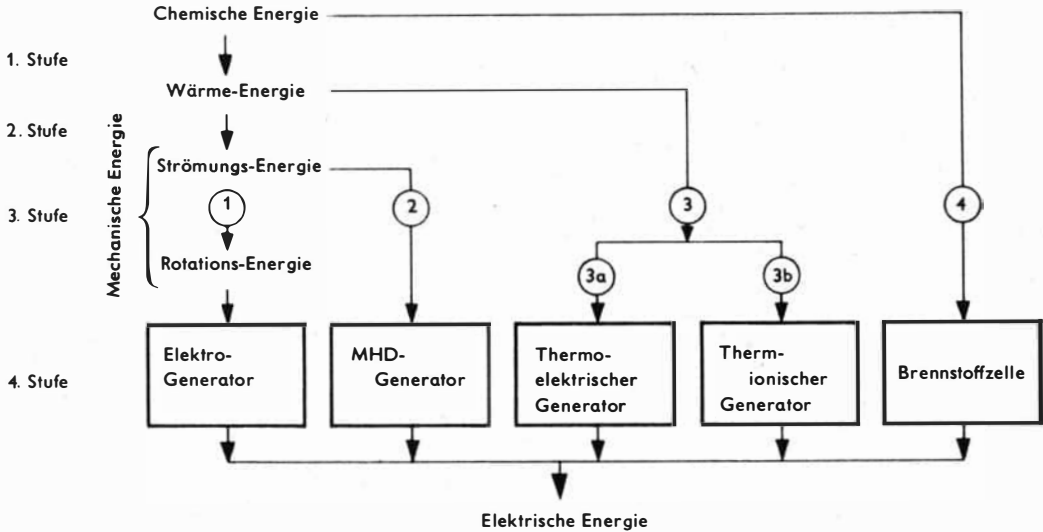 Chemische Energie
1. Stufe
Wärme-Energie
2. Stufe
Mechanische Energie
Strömungs-Energie
3. Stufe
1
2
3
4
Rotations-Energie
3a
3b
4. Stufe
Elektro-
Generator
MHD-
Generator
Thermo-
elektrischer
Generator
Therm-
ionischer
Generator
Brennstoffzelle
Elektrische Energie